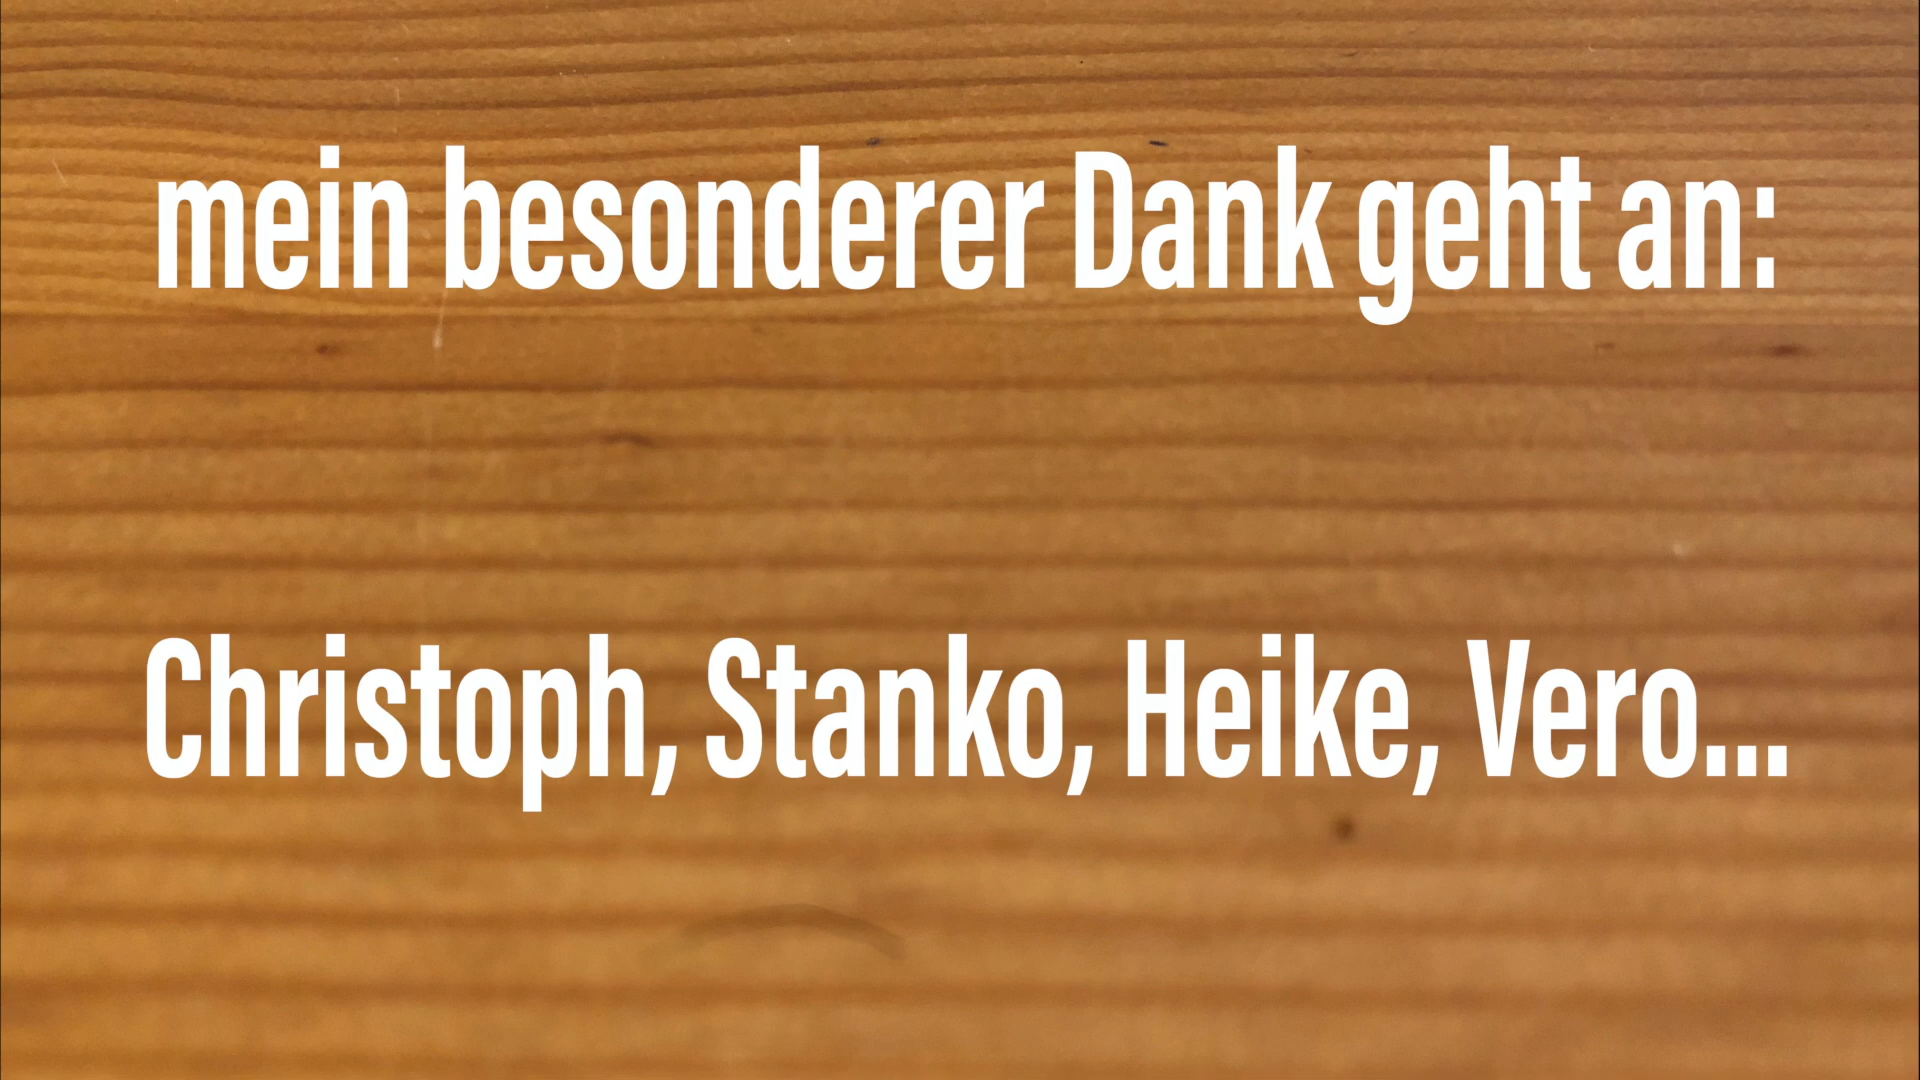 mein besonderer Dank geht an:
Christoph, Stanko, Heike, Vero...